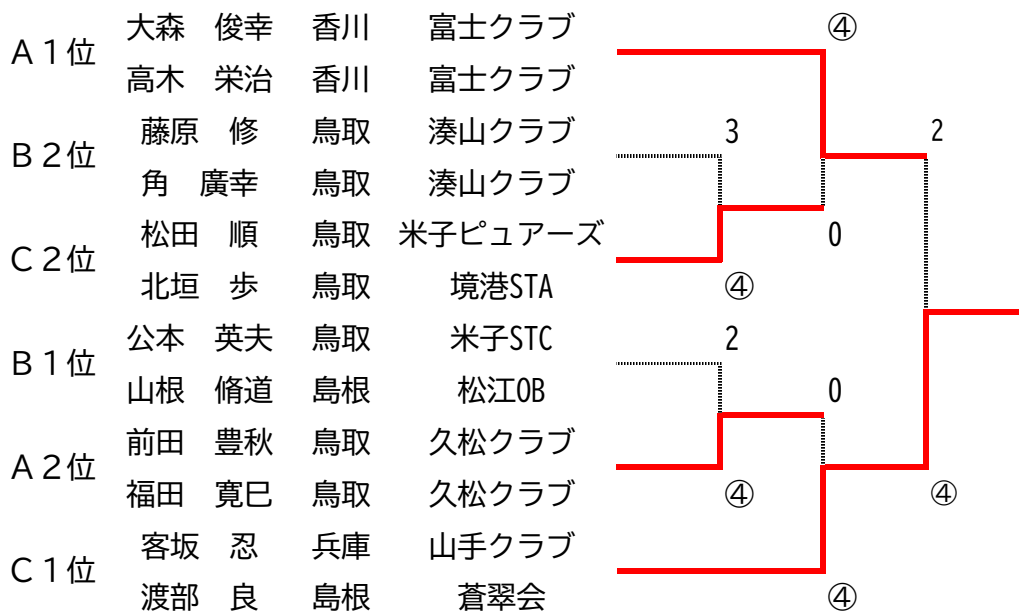 大森　俊幸　香川　富士クラブ　④
A１位
高木　栄治　香川　富士クラブ
藤原　修　鳥取　湊山クラブ　3　2
B２位
角　廣幸　鳥取　湊山クラブ
松田　順　鳥取　米子ピュアーズ　0
C２位
北垣　歩　鳥取　境港STA　④
公本　英夫　鳥取　米子STC　2
B１位
山根　脩道　島根　松江OB　0
前田　豊秋　鳥取　久松クラブ
A２位
福田　寛巳　鳥取　久松クラブ　④　④
客坂　忍　兵庫　山手クラブ
C１位
渡部　良　島根　蒼翠会　④